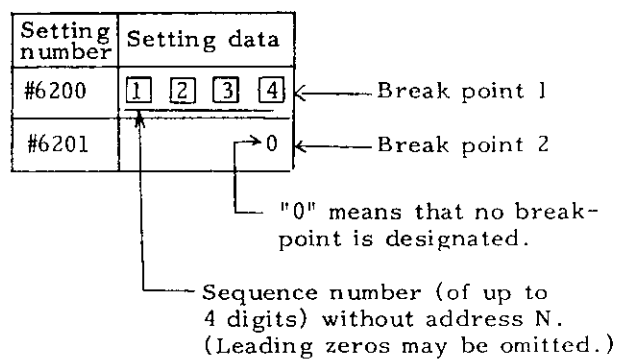 Setting number Setting data
#6200 1 2 3 4 Break point 1
#6201 0 Break point 2
"0" means that no break-
point is designated.
Sequence number (of up to
4 digits) without address N.
(Leading zeros may be omitted.)